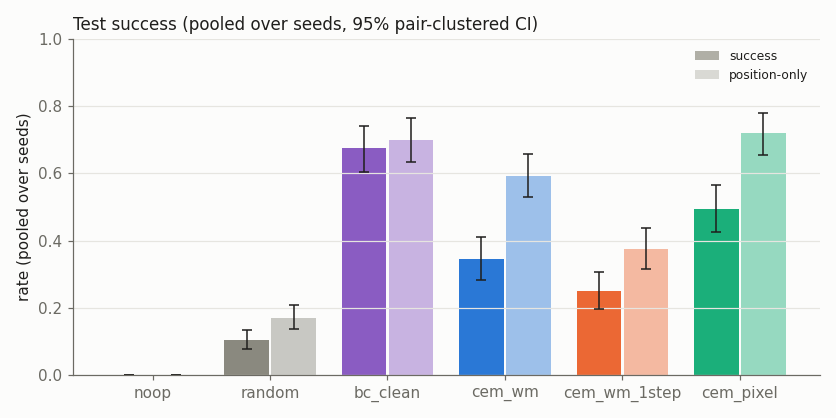 Test success (pooled over seeds, 95% pair-clustered CI)
success
position-only
rate (pooled over seeds)
1.0
0.8
0.6
0.4
0.2
0.0
noop
random
bc_clean
cem_wm
cem_wm_1step
cem_pixel